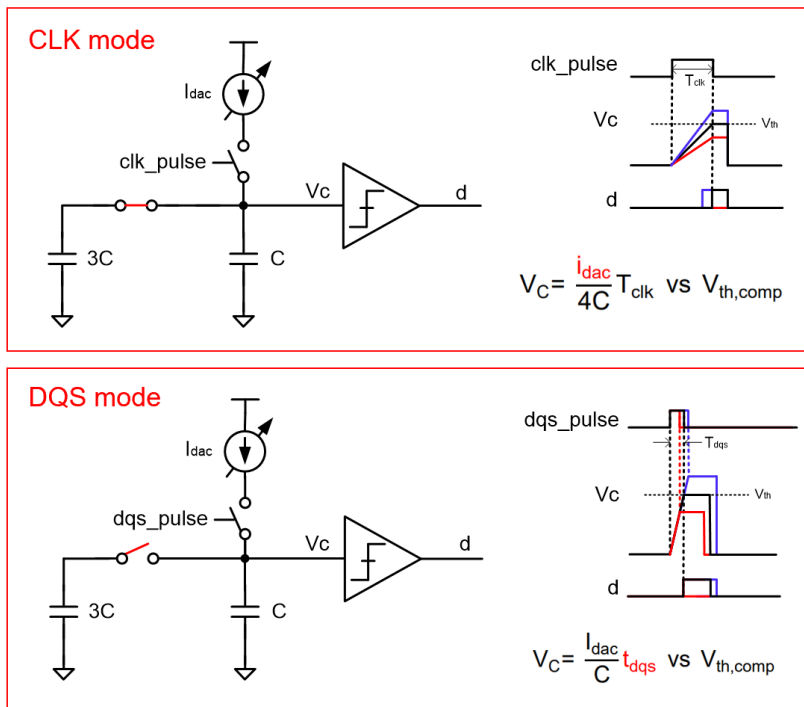 CLK mode
Idac
clk_pulse
Vc
d
3C
C
clk_pulse
Tclk
Vc
Vth
d
VC= idac/4C Tclk vs Vth,comp
DQS mode
Idac
dqs_pulse
Vc
d
3C
C
dqs_pulse
Tdqs
Vc
Vth
d
VC= Idac/C tdqs vs Vth,comp